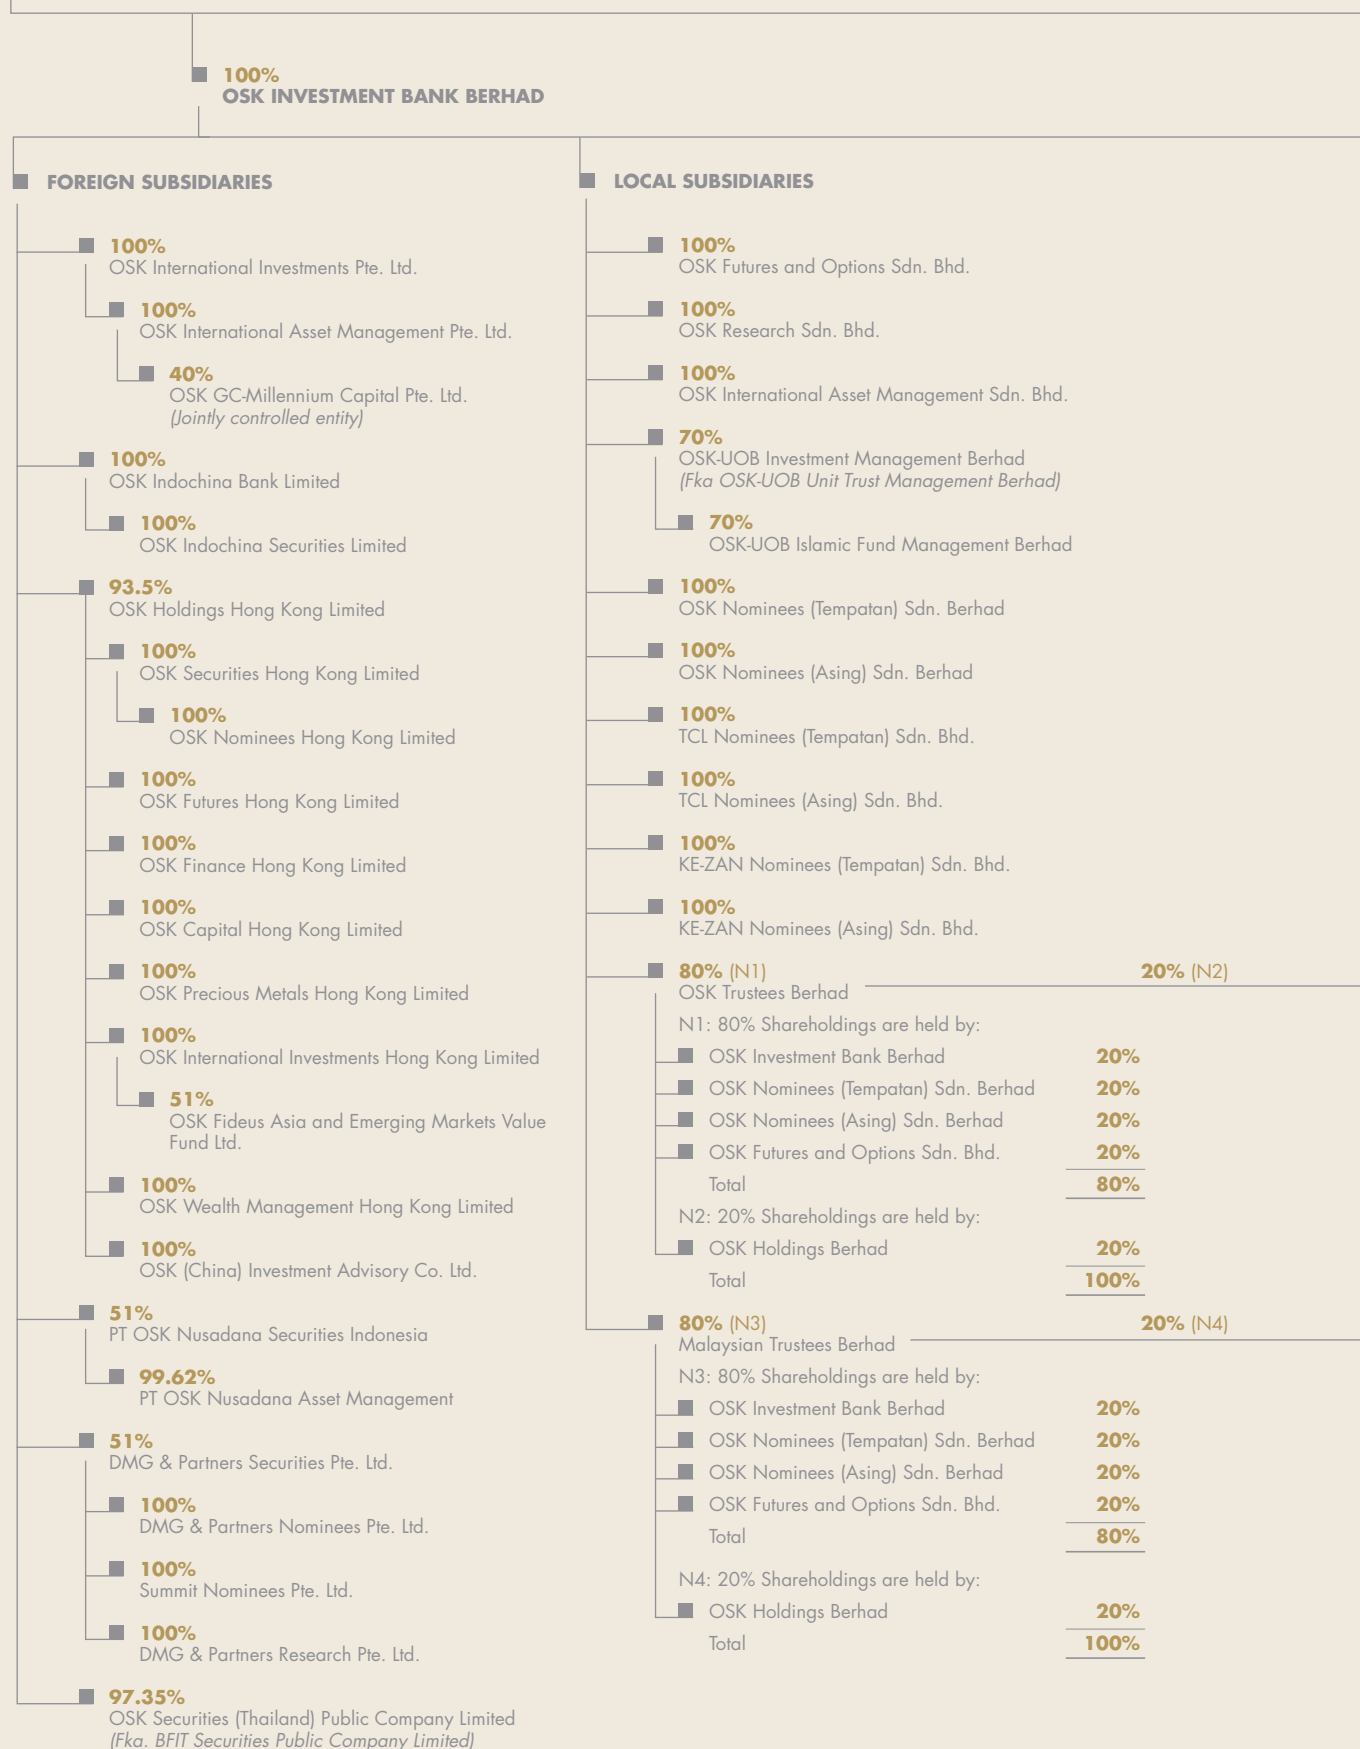 100%
OSK INVESTMENT BANK BERHAD
FOREIGN SUBSIDIARIES
100%
OSK International Investments Pte. Ltd.
100%
OSK International Asset Management Pte. Ltd.
40%
OSK GC-Millennium Capital Pte. Ltd.
(Jointly controlled entity)
100%
OSK Indochina Bank Limited
100%
OSK Indochina Securities Limited
93.5%
OSK Holdings Hong Kong Limited
100%
OSK Securities Hong Kong Limited
100%
OSK Nominees Hong Kong Limited
100%
OSK Futures Hong Kong Limited
100%
OSK Finance Hong Kong Limited
100%
OSK Capital Hong Kong Limited
100%
OSK Precious Metals Hong Kong Limited
100%
OSK International Investments Hong Kong Limited
51%
OSK Fideus Asia and Emerging Markets Value
Fund Ltd.
100%
OSK Wealth Management Hong Kong Limited
100%
OSK (China) Investment Advisory Co. Ltd.
51%
PT OSK Nusadana Securities Indonesia
99.62%
PT OSK Nusadana Asset Management
51%
DMG & Partners Securities Pte. Ltd.
100%
DMG & Partners Nominees Pte. Ltd.
100%
Summit Nominees Pte. Ltd.
100%
DMG & Partners Research Pte. Ltd.
97.35%
OSK Securities (Thailand) Public Company Limited
(Fka. BFIT Securities Public Company Limited)
LOCAL SUBSIDIARIES
100%
OSK Futures and Options Sdn. Bhd.
100%
OSK Research Sdn. Bhd.
100%
OSK International Asset Management Sdn. Bhd.
70%
OSK-UOB Investment Management Berhad
(Fka OSK-UOB Unit Trust Management Berhad)
70%
OSK-UOB Islamic Fund Management Berhad
100%
OSK Nominees (Tempatan) Sdn. Berhad
100%
OSK Nominees (Asing) Sdn. Berhad
100%
TCL Nominees (Tempatan) Sdn. Bhd.
100%
TCL Nominees (Asing) Sdn. Bhd.
100%
KE-ZAN Nominees (Tempatan) Sdn. Bhd.
100%
KE-ZAN Nominees (Asing) Sdn. Bhd.
80% (N1) 20% (N2)
OSK Trustees Berhad
N1: 80% Shareholdings are held by:
OSK Investment Bank Berhad 20%
OSK Nominees (Tempatan) Sdn. Berhad 20%
OSK Nominees (Asing) Sdn. Berhad 20%
OSK Futures and Options Sdn. Bhd. 20%
Total 80%
N2: 20% Shareholdings are held by:
OSK Holdings Berhad 20%
Total 100%
80% (N3) 20% (N4)
Malaysian Trustees Berhad
N3: 80% Shareholdings are held by:
OSK Investment Bank Berhad 20%
OSK Nominees (Tempatan) Sdn. Berhad 20%
OSK Nominees (Asing) Sdn. Berhad 20%
OSK Futures and Options Sdn. Bhd. 20%
Total 80%
N4: 20% Shareholdings are held by:
OSK Holdings Berhad 20%
Total 100%